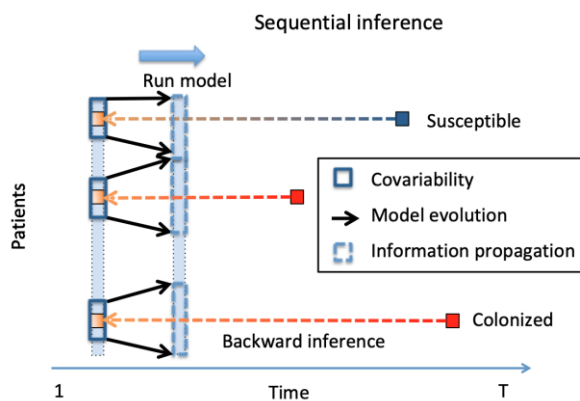 Sequential inference
Run model
Susceptible
Covariability
Model evolution
Information propagation
Patients
Colonized
Backward inference
1
Time
T